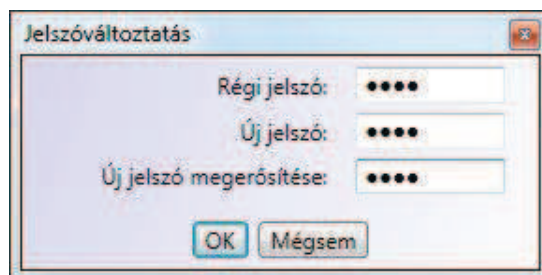 Jelszóváltoztatás
Régi jelszó: ●●●●
Új jelszó: ●●●●
Új jelszó megerősítése: ●●●●
OK Mégsem